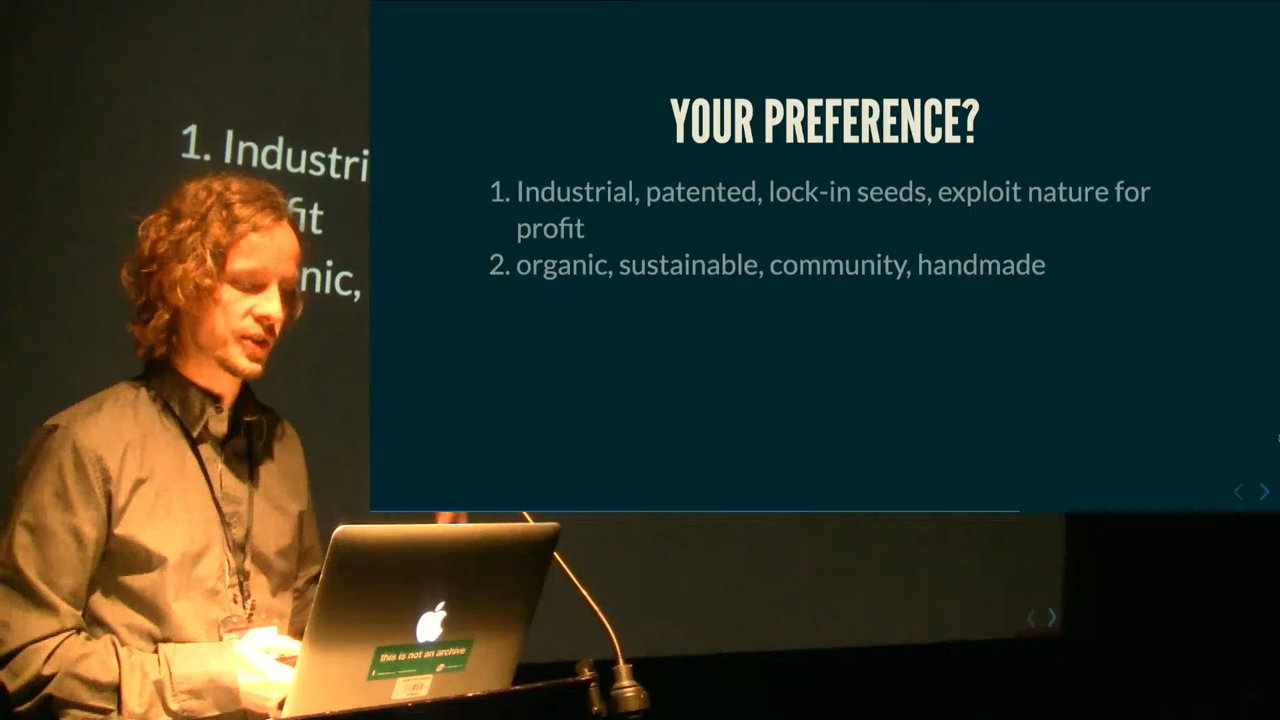 YOUR PREFERENCE?
1. Industrial, patented, lock-in seeds, exploit nature for
profit
2. organic, sustainable, community, handmade
1. Industri
fit
nic,
this is not an archive